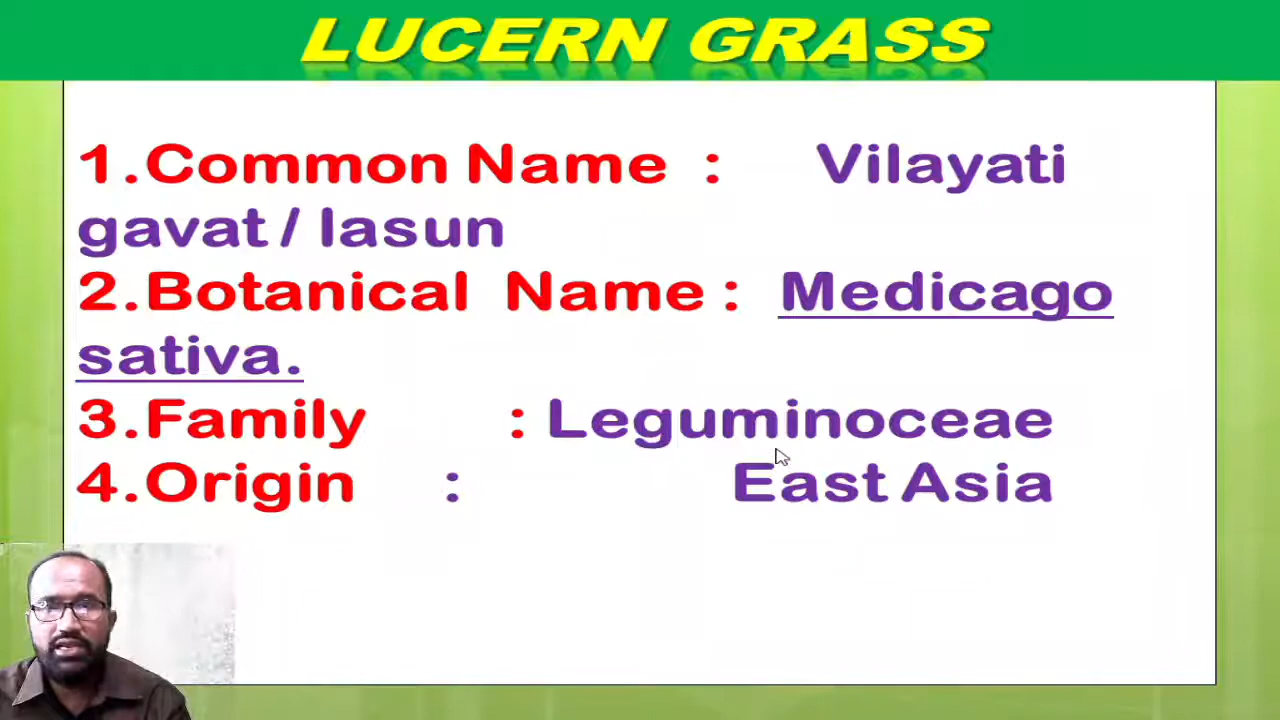 LUCERN GRASS
1.Common Name : Vilayati
gavat / lasun
2.Botanical Name : Medicago
sativa.
3.Family : Leguminoceae
4.Origin : East Asia